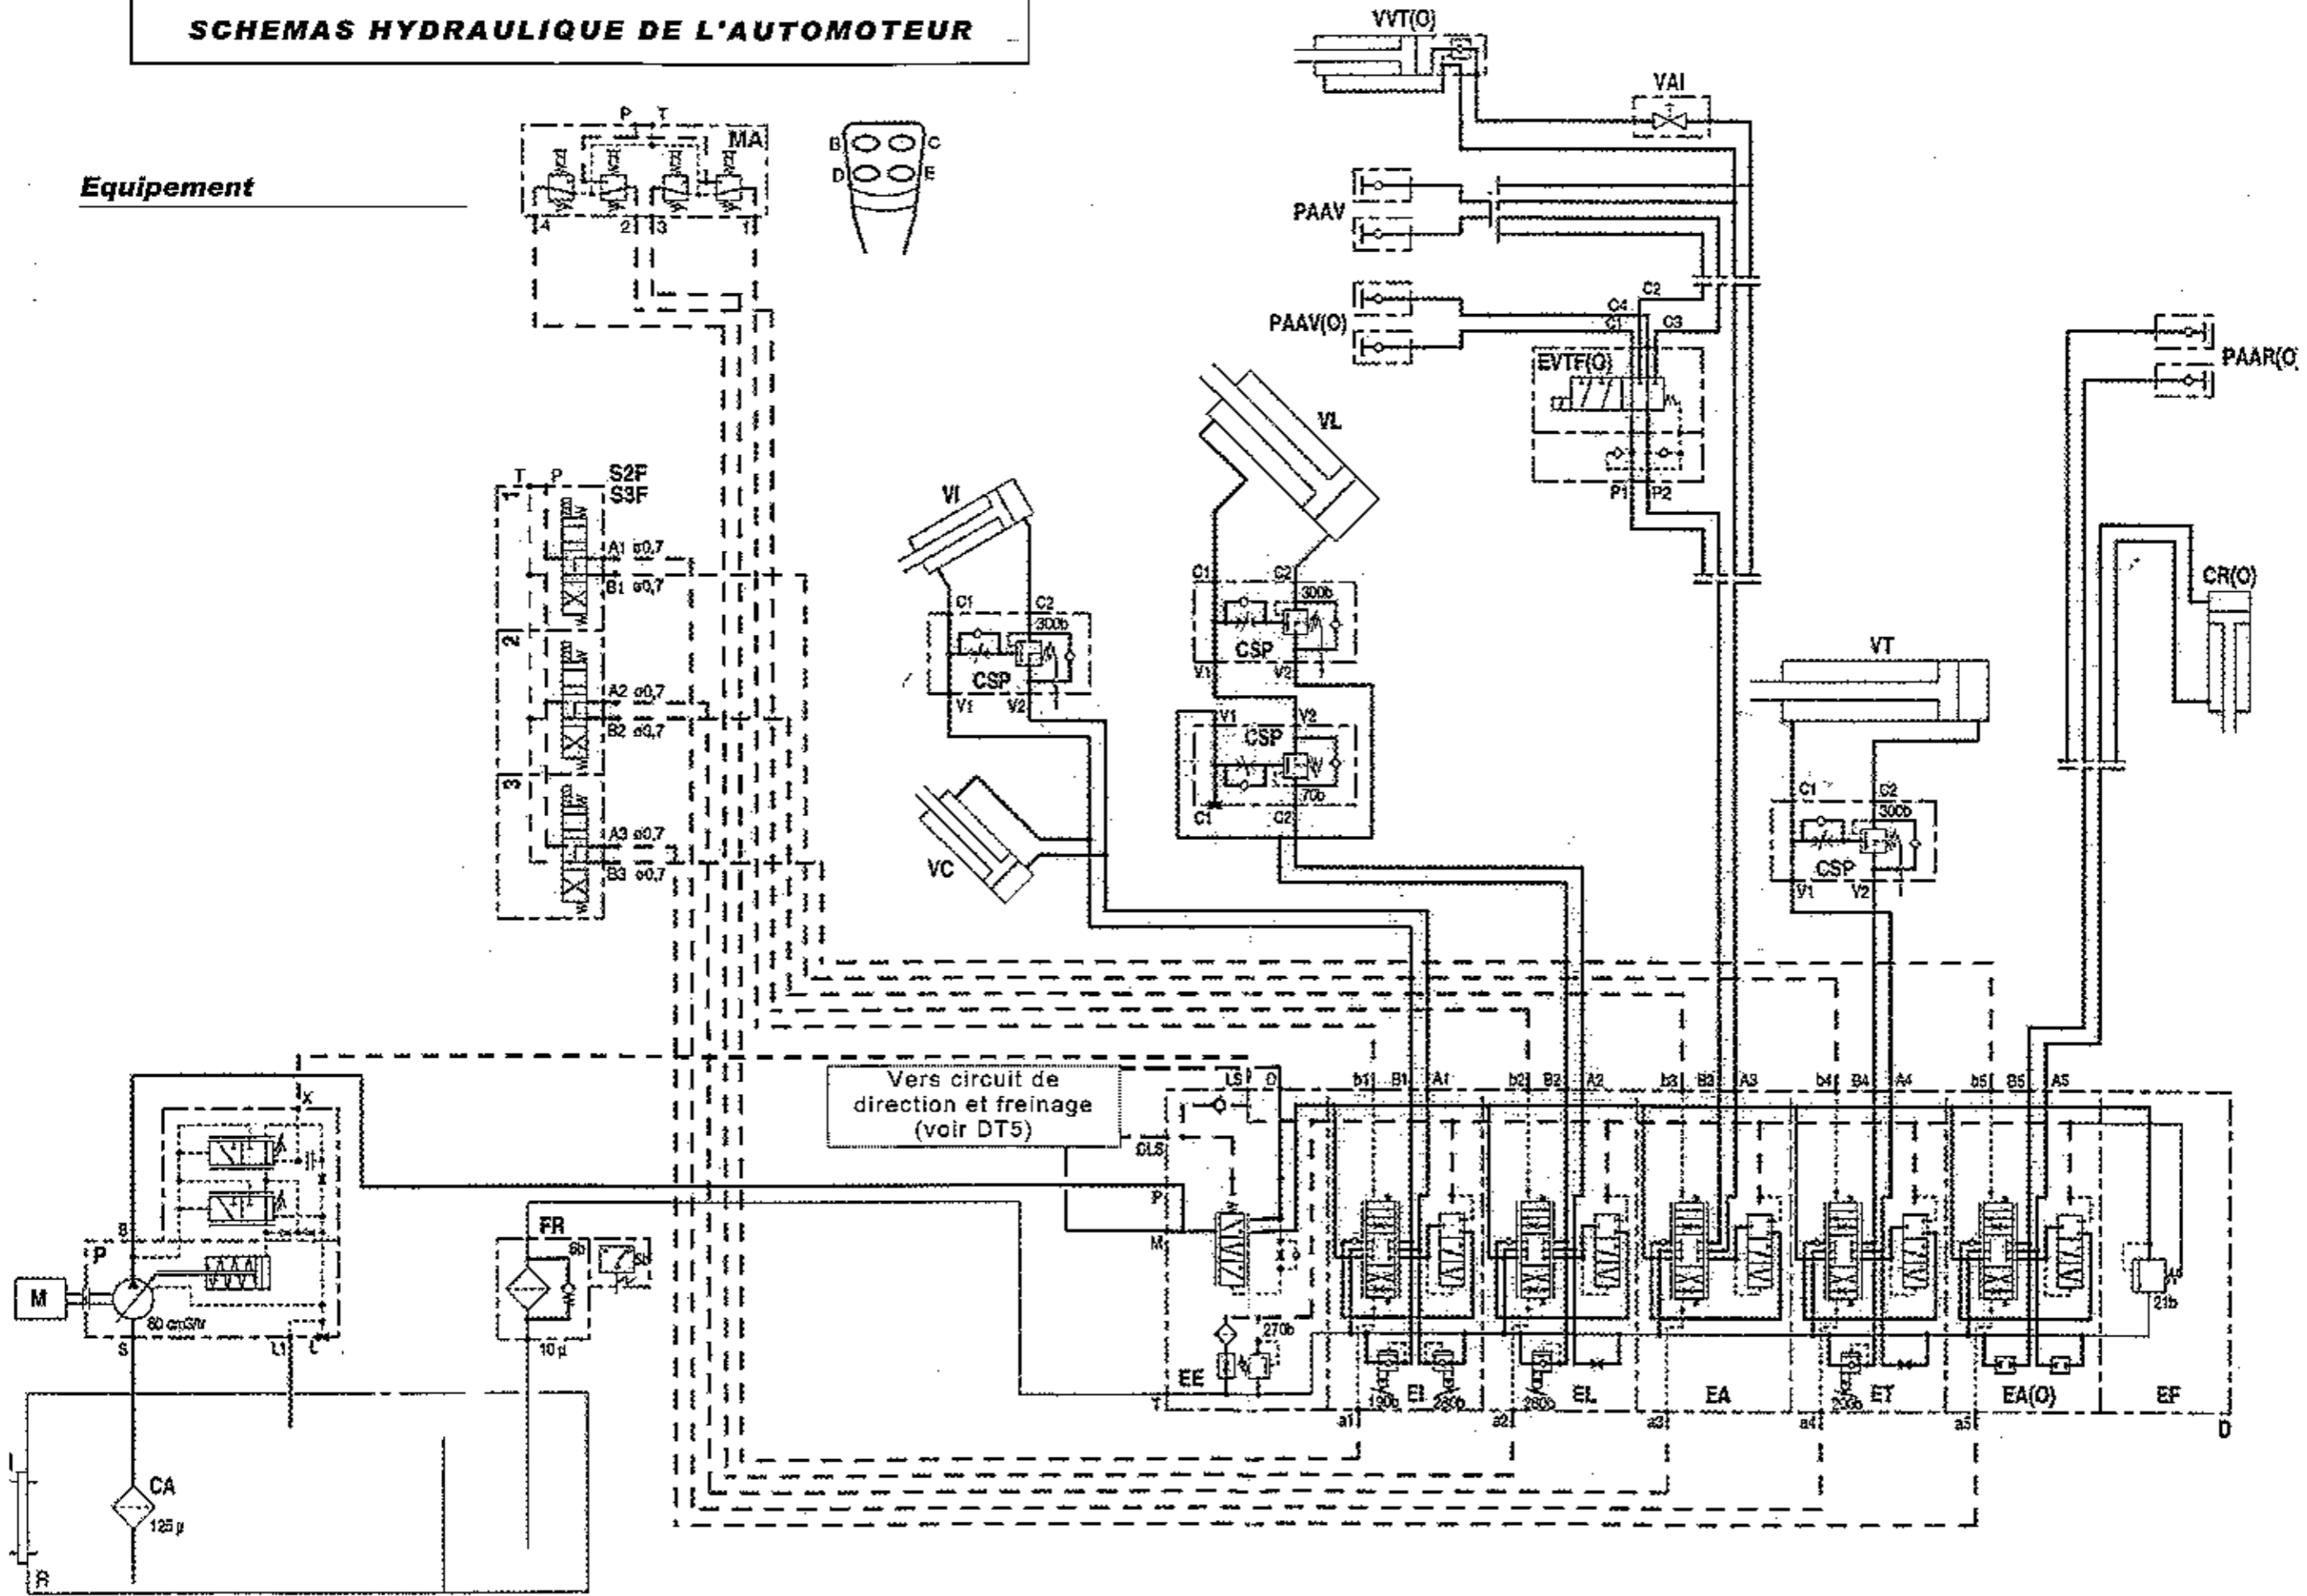 SCHEMAS HYDRAULIQUE DE L'AUTOMOTEUR
Equipement
P T
MA
4 2 3 1
B C
D E
VVT(O)
VAI
PAAV
PAAV(O)
C2
C4
C1 C3
EVTF(O)
P1 P2
PAAR(O)
CR(O)
T P
S2F
S3F
1
A1 ø0,7
B1 ø0,7
2
A2 ø0,7
B2 ø0,7
3
A3 ø0,7
B3 ø0,7
VI
C1 C2
300b
CSP
V1 V2
VC
VL
C1 C2
300b
CSP
V1 V2
V1 V2
CSP
70b
C1 C2
VT
C1 C2
300b
CSP
V1 V2
Vers circuit de
direction et freinage
(voir DT5)
LS
b1 B1 A1
b2 B2 A2
b3 B3 A3
b4 B4 A4
b5 B5 A5
P
M
EE
270b
T
190b
EI
280b
a1
280b
EL
a2
EA
a3
ET
a4
EA(O)
a5
21b
EF
D
X
B
P
M
80 cm3/tr
S
L1 L
FR
10 µ
CA
125 µ
R